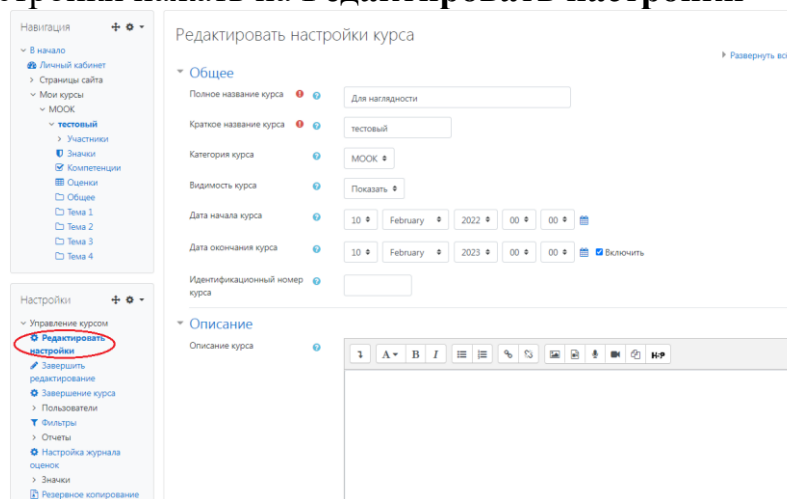 Редактировать настройки
Навигация
В начало
Личный кабинет
Страницы сайта
Мои курсы
МООК
тестовый
Участники
Значки
Компетенции
Оценки
Общее
Тема 1
Тема 2
Тема 3
Тема 4
Настройки
Управление курсом
Редактировать
настройки
Завершить
редактирование
Завершение курса
Пользователи
Фильтры
Отчеты
Настройка журнала
оценок
Значки
Резервное копирование
Редактировать настройки курса
Развернуть всі
Общее
Полное название курса Для наглядности
Краткое название курса тестовый
Категория курса МООК
Видимость курса Показать
Дата начала курса 10 February 2022 00 00
Дата окончания курса 10 February 2023 00 00 Включить
Идентификационный номер
курса
Описание
Описание курса A B I H5P